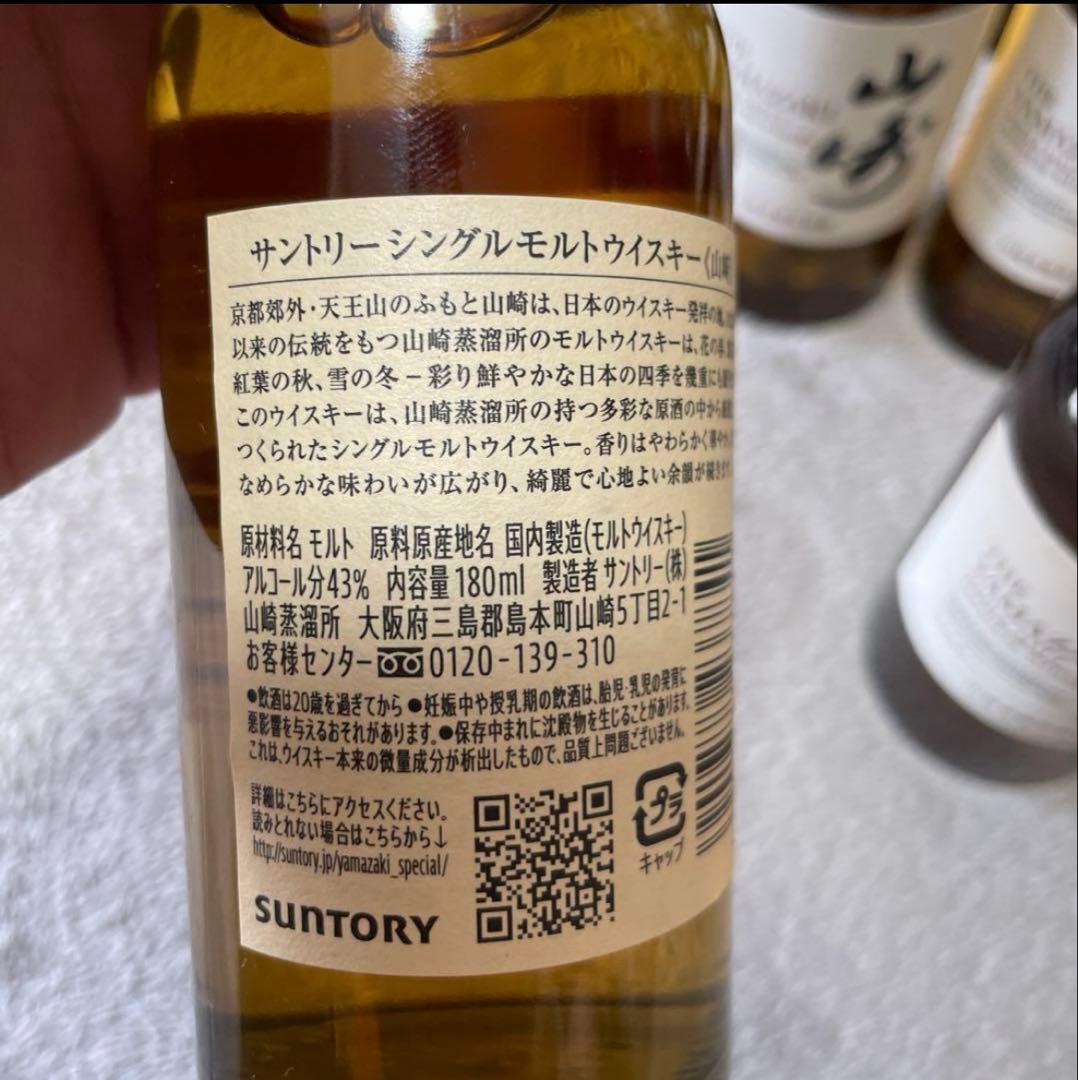 サントリー シングルモルトウイスキー〈山崎
京都郊外・天王山のふもと山崎は、日本のウイスキー発祥の地。
以来の伝統をもつ山崎蒸溜所のモルトウイスキーは、花の春、
紅葉の秋、雪の冬－彩り鮮やかな日本の四季を幾重にも
このウイスキーは、山崎蒸溜所の持つ多彩な原酒の中から
つくられたシングルモルトウイスキー。香りはやわらかく華やか
なめらかな味わいが広がり、綺麗で心地よい余韻が続きます
原材料名 モルト 原料原産地名 国内製造(モルトウイスキー)
アルコール分43% 内容量180ml 製造者 サントリー(株)
山崎蒸溜所 大阪府三島郡島本町山崎5丁目2-1
お客様センター 0120-139-310
●飲酒は20歳を過ぎてから ●妊娠中や授乳期の飲酒は、胎児・乳児の発育に
悪影響を与えるおそれがあります。●保存中まれに沈殿物を生じることがあります。
これは、ウイスキー本来の微量成分が析出したもので、品質上問題ございません。
詳細はこちらにアクセスください。
読みとれない場合はこちらから↓
http://suntory.jp/yamazaki_special/
SUNTORY
プラ
キャップ
山崎
THE